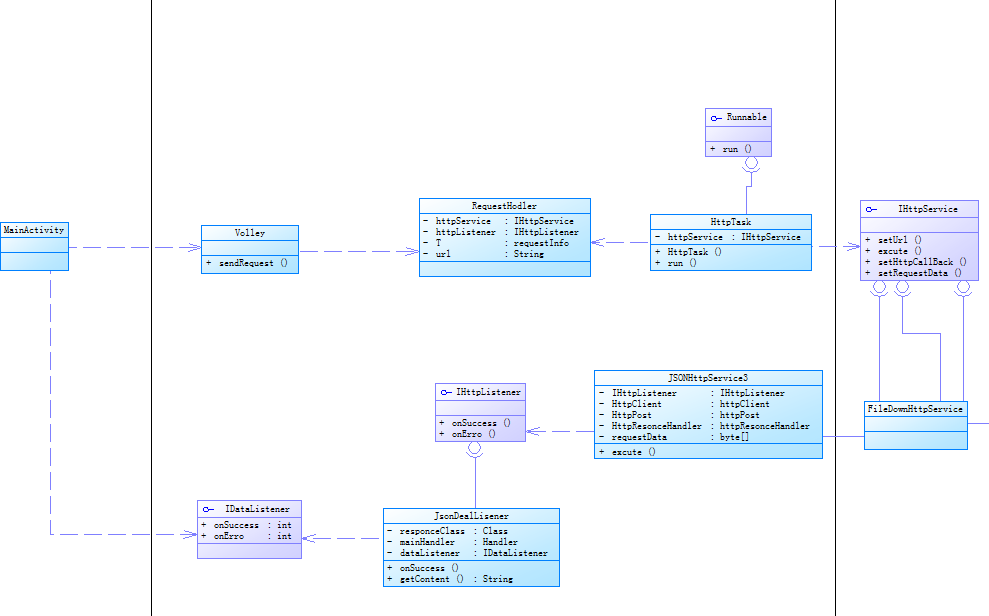 Runnable
+ run ()
MainActivity
Volley
+ sendRequest ()
RequestHodler
- httpService : IHttpService
- httpListener : IHttpListener
- T : requestInfo
- url : String
HttpTask
- httpService : IHttpService
+ HttpTask ()
+ run ()
IHttpService
+ setUrl ()
+ excute ()
+ setHttpCallBack ()
+ setRequestData ()
IHttpListener
+ onSuccess ()
+ onErro ()
JSONHttpService3
- IHttpListener : IHttpListener
- HttpClient : httpClient
- HttpPost : httpPost
- HttpResonceHandler : httpResonceHandler
- requestData : byte[]
+ excute ()
FileDownHttpService
IDataListener
+ onSuccess : int
+ onErro : int
JsonDealLisener
- responceClass : Class
- mainHandler : Handler
- dataListener : IDataListener
+ onSuccess ()
+ getContent () : String